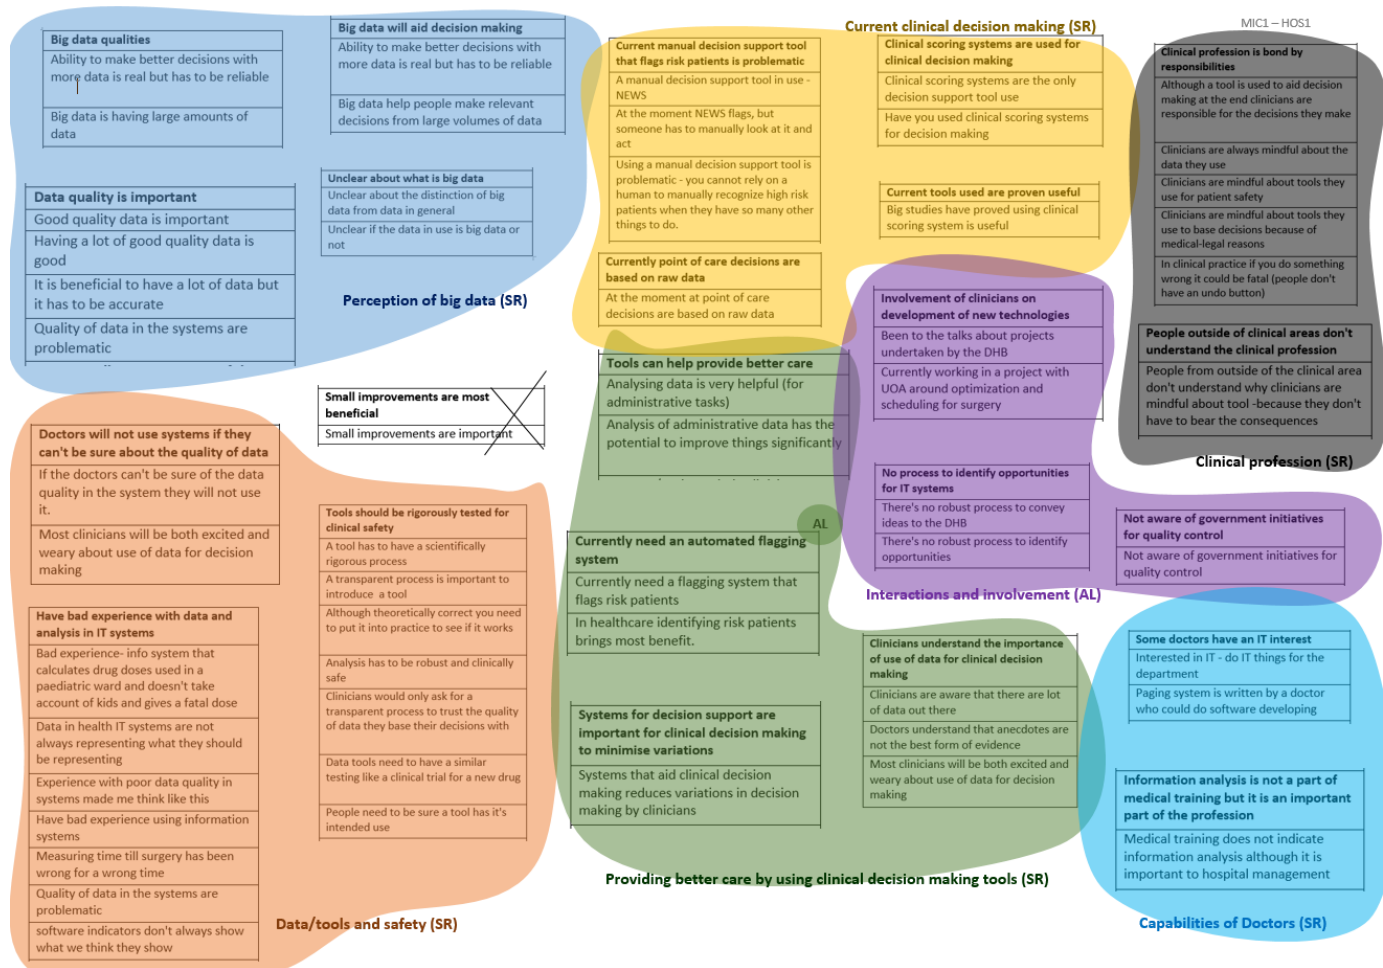 Big data qualities
Ability to make better decisions with
more data is real but has to be reliable
Big data is having large amounts of
data
Big data will aid decision making
Ability to make better decisions with
more data is real but has to be reliable
Big data help people make relevant
decisions from large volumes of data
Data quality is important
Good quality data is important
Having a lot of good quality data is
good
It is beneficial to have a lot of data but
it has to be accurate
Quality of data in the systems are
problematic
Unclear about what is big data
Unclear about the distinction of big
data from data in general
Unclear if the data in use is big data or
not
Perception of big data (SR)
Current clinical decision making (SR)
Current manual decision support tool
that flags risk patients is problematic
A manual decision support tool in use -
NEWS
At the moment NEWS flags, but
someone has to manually look at it and
act
Using a manual decision support tool is
problematic - you cannot rely on a
human to manually recognize high risk
patients when they have so many other
things to do.
Clinical scoring systems are used for
clinical decision making
Clinical scoring systems are the only
decision support tool use
Have you used clinical scoring systems
for decision making
Current tools used are proven useful
Big studies have proved using clinical
scoring system is useful
Currently point of care decisions are
based on raw data
At the moment at point of care
decisions are based on raw data
MIC1 – HOS1
Clinical profession is bond by
responsibilities
Although a tool is used to aid decision
making at the end clinicians are
responsible for the decisions they make
Clinicians are always mindful about the
data they use
Clinicians are mindful about tools they
use for patient safety
Clinicians are mindful about tools they
use to base decisions because of
medical-legal reasons
In clinical practice if you do something
wrong it could be fatal (people don't
have an undo button)
People outside of clinical areas don't
understand the clinical profession
People from outside of the clinical area
don't understand why clinicians are
mindful about tool -because they don't
have to bear the consequences
Clinical profession (SR)
Involvement of clinicians on
development of new technologies
Been to the talks about projects
undertaken by the DHB
Currently working in a project with
UOA around optimization and
scheduling for surgery
No process to identify opportunities
for IT systems
There's no robust process to convey
ideas to the DHB
There's no robust process to identify
opportunities
Not aware of government initiatives
for quality control
Not aware of government initiatives for
quality control
Interactions and involvement (AL)
Small improvements are most
beneficial
Small improvements are important
Tools can help provide better care
Analysing data is very helpful (for
administrative tasks)
Analysis of administrative data has the
potential to improve things significantly
AL
Currently need an automated flagging
system
Currently need a flagging system that
flags risk patients
In healthcare identifying risk patients
brings most benefit.
Systems for decision support are
important for clinical decision making
to minimise variations
Systems that aid clinical decision
making reduces variations in decision
making by clinicians
Clinicians understand the importance
of use of data for clinical decision
making
Clinicians are aware that there are lot
of data out there
Doctors understand that anecdotes are
not the best form of evidence
Most clinicians will be both excited and
weary about use of data for decision
making
Providing better care by using clinical decision making tools (SR)
Doctors will not use systems if they
can't be sure about the quality of data
If the doctors can't be sure of the data
quality in the system they will not use
it.
Most clinicians will be both excited and
weary about use of data for decision
making
Have bad experience with data and
analysis in IT systems
Bad experience- info system that
calculates drug doses used in a
paediatric ward and doesn't take
account of kids and gives a fatal dose
Data in health IT systems are not
always representing what they should
be representing
Experience with poor data quality in
systems made me think like this
Have bad experience using information
systems
Measuring time till surgery has been
wrong for a wrong time
Quality of data in the systems are
problematic
software indicators don't always show
what we think they show
Tools should be rigorously tested for
clinical safety
A tool has to have a scientifically
rigorous process
A transparent process is important to
introduce a tool
Although theoretically correct you need
to put it into practice to see if it works
Analysis has to be robust and clinically
safe
Clinicians would only ask for a
transparent process to trust the quality
of data they base their decisions with
Data tools need to have a similar
testing like a clinical trial for a new drug
People need to be sure a tool has it's
intended use
Data/tools and safety (SR)
Some doctors have an IT interest
Interested in IT - do IT things for the
department
Paging system is written by a doctor
who could do software developing
Information analysis is not a part of
medical training but it is an important
part of the profession
Medical training does not indicate
information analysis although it is
important to hospital management
Capabilities of Doctors (SR)